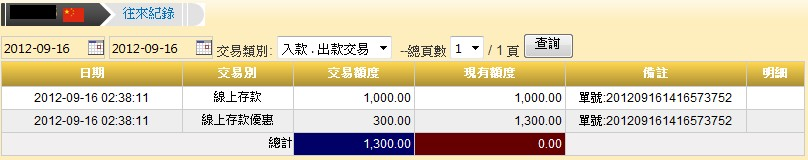 往來紀錄
2012-09-16 2012-09-16 交易類別: 入款 . 出款交易 --總頁數 1 / 1 頁 查詢
日期 交易別 交易額度 現有額度 備註 明細
2012-09-16 02:38:11 線上存款 1,000.00 1,000.00 單號:201209161416573752
2012-09-16 02:38:11 線上存款優惠 300.00 1,300.00 單號:201209161416573752
總計 1,300.00 0.00